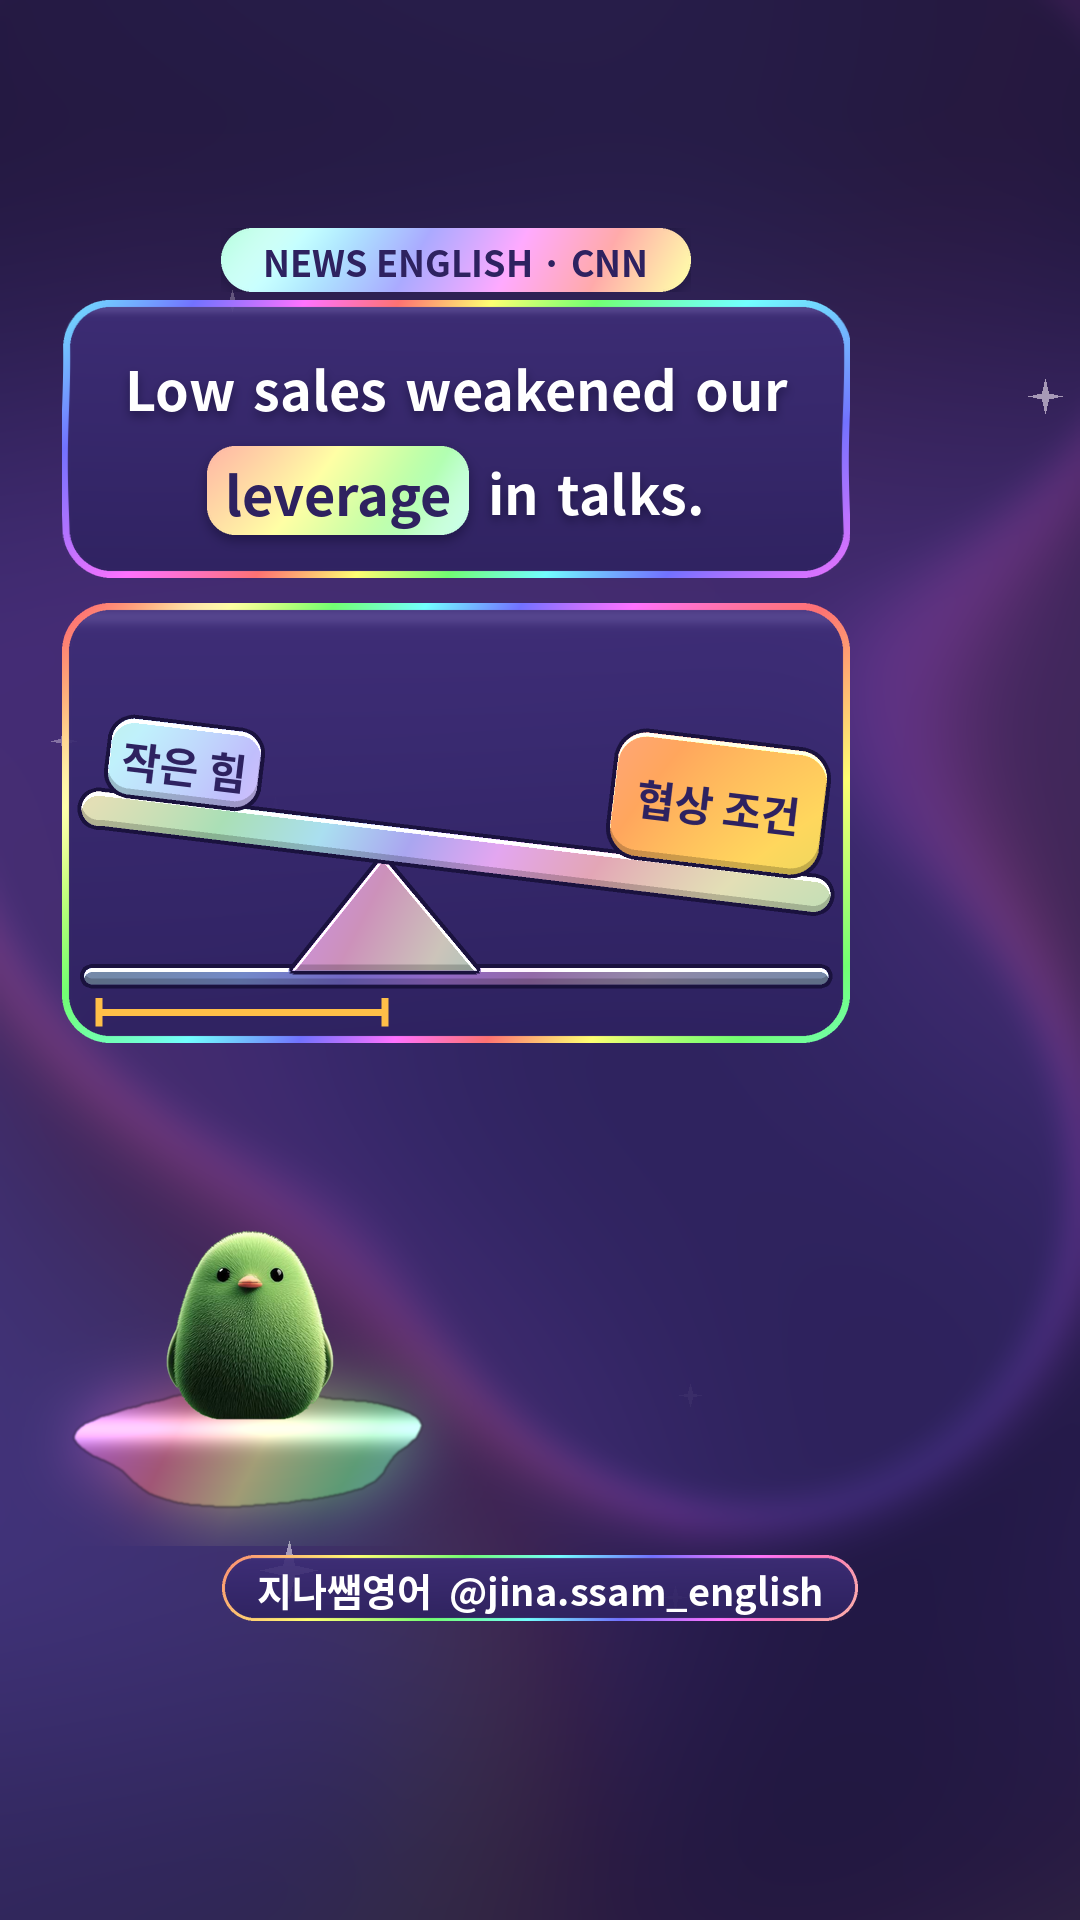 NEWS ENGLISH · CNN
Low sales weakened our
leverage in talks.
작은 힘
협상 조건
지나쌤영어 @jina.ssam_english